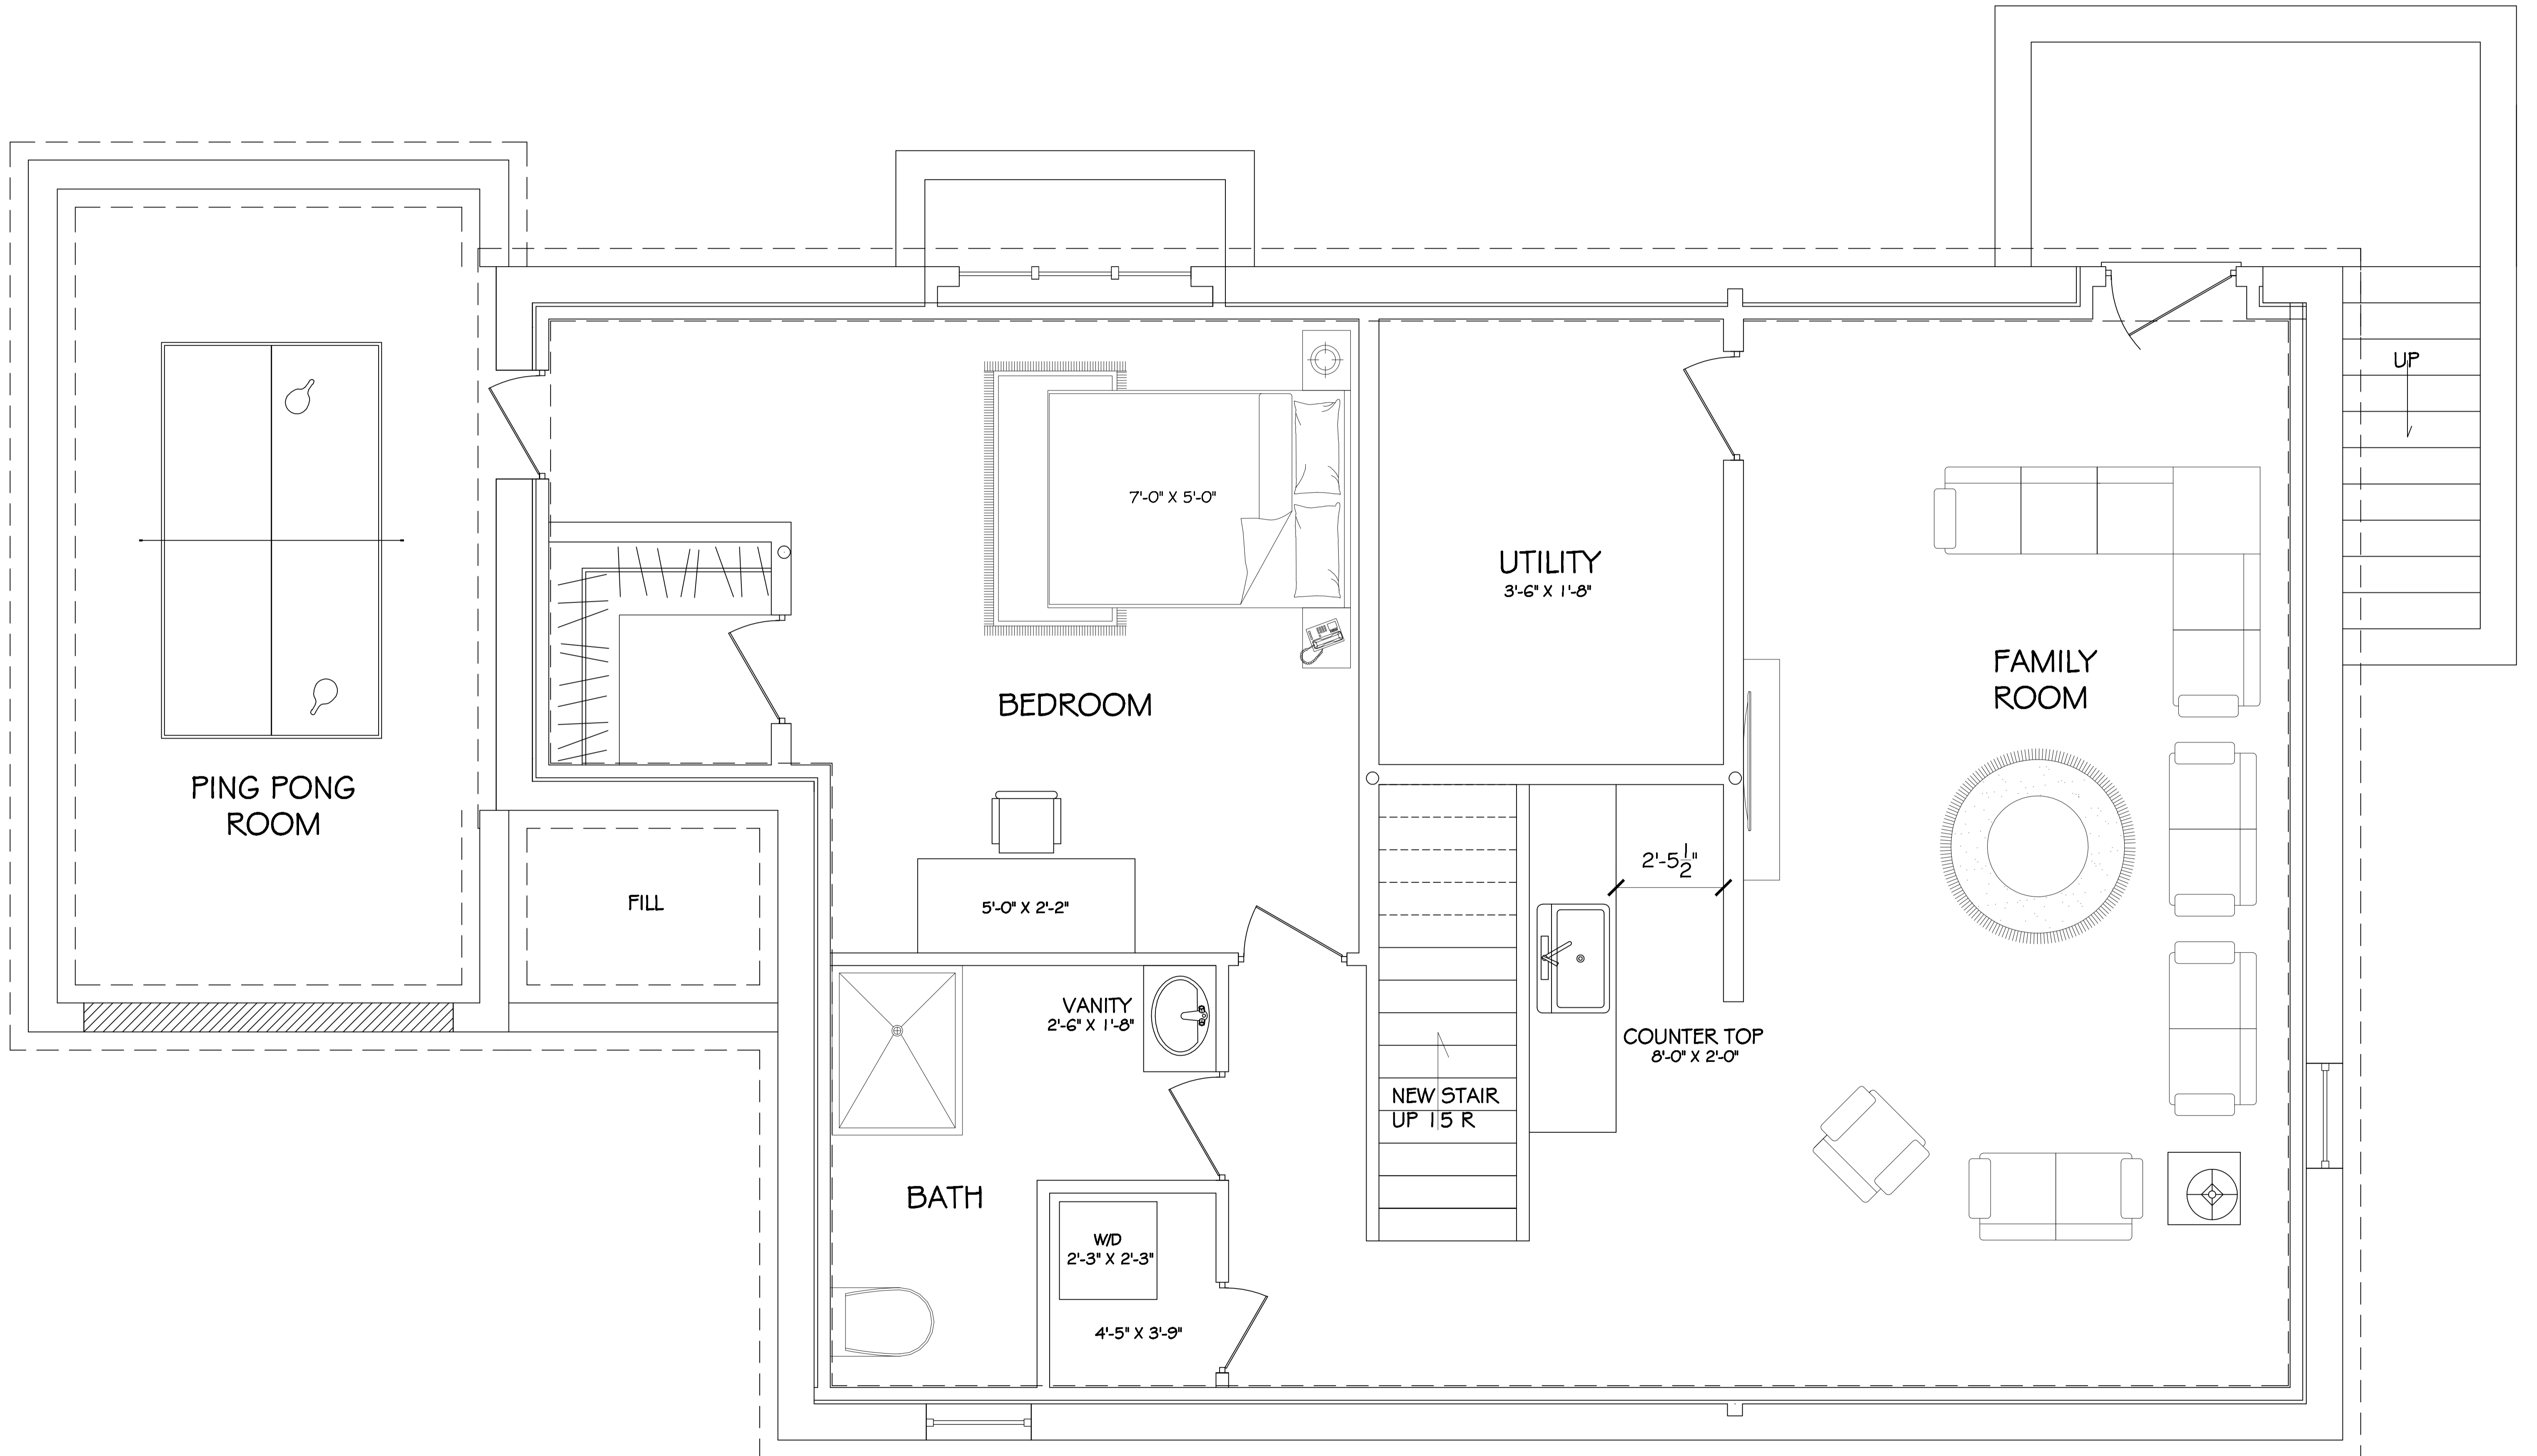 UP
7'-0" X 5'-0"
UTILITY
3'-6" X 1'-8"
FAMILY
ROOM
BEDROOM
PING PONG
ROOM
2'-5 1/2"
FILL
5'-0" X 2'-2"
VANITY
2'-6" X 1'-8"
COUNTER TOP
8'-0" X 2'-0"
NEW STAIR
UP 15 R
BATH
W/D
2'-3" X 2'-3"
4'-5" X 3'-9"